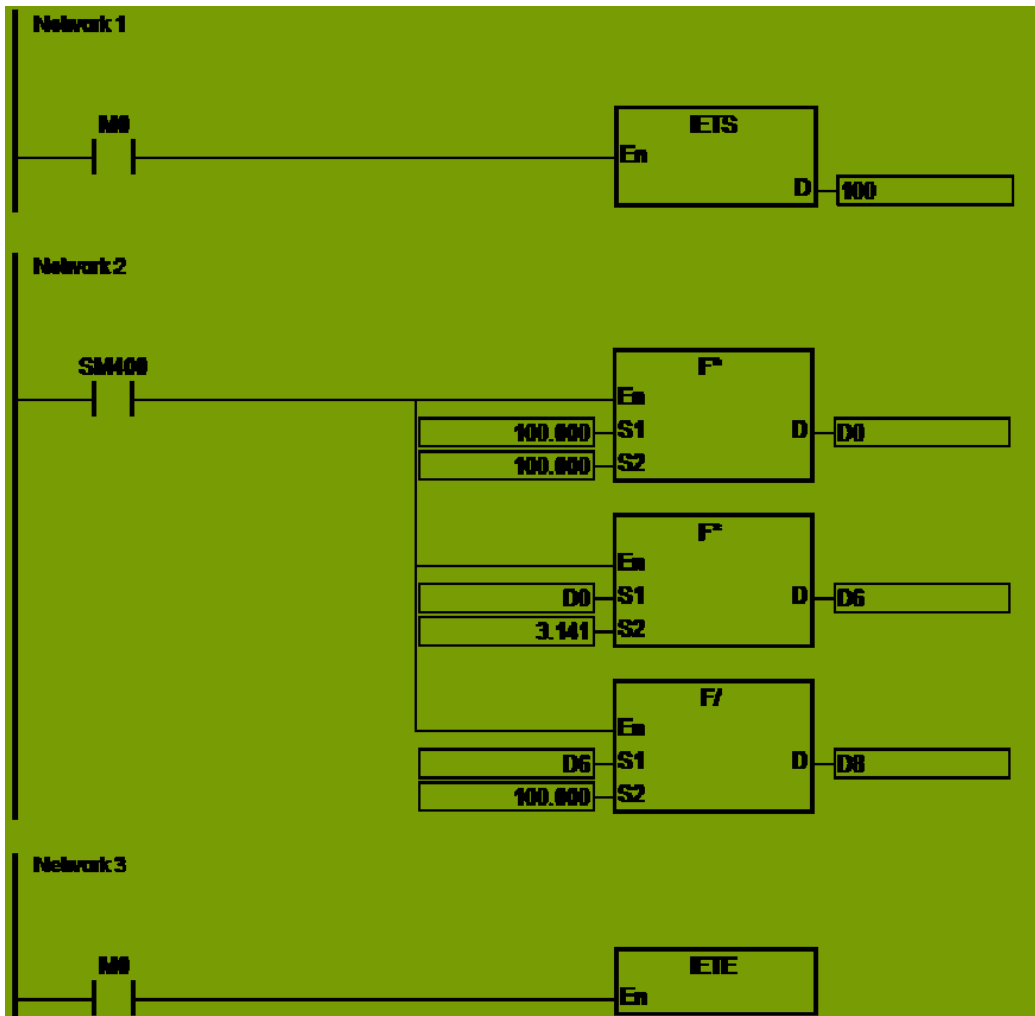 Network 1
M0
IETS
En
D 100
Network 2
SM400
F*
En
100.000 S1 D D0
100.000 S2
F*
En
D0 S1 D D6
3.141 S2
F/
En
D6 S1 D D8
100.000 S2
Network 3
M0
IETE
En